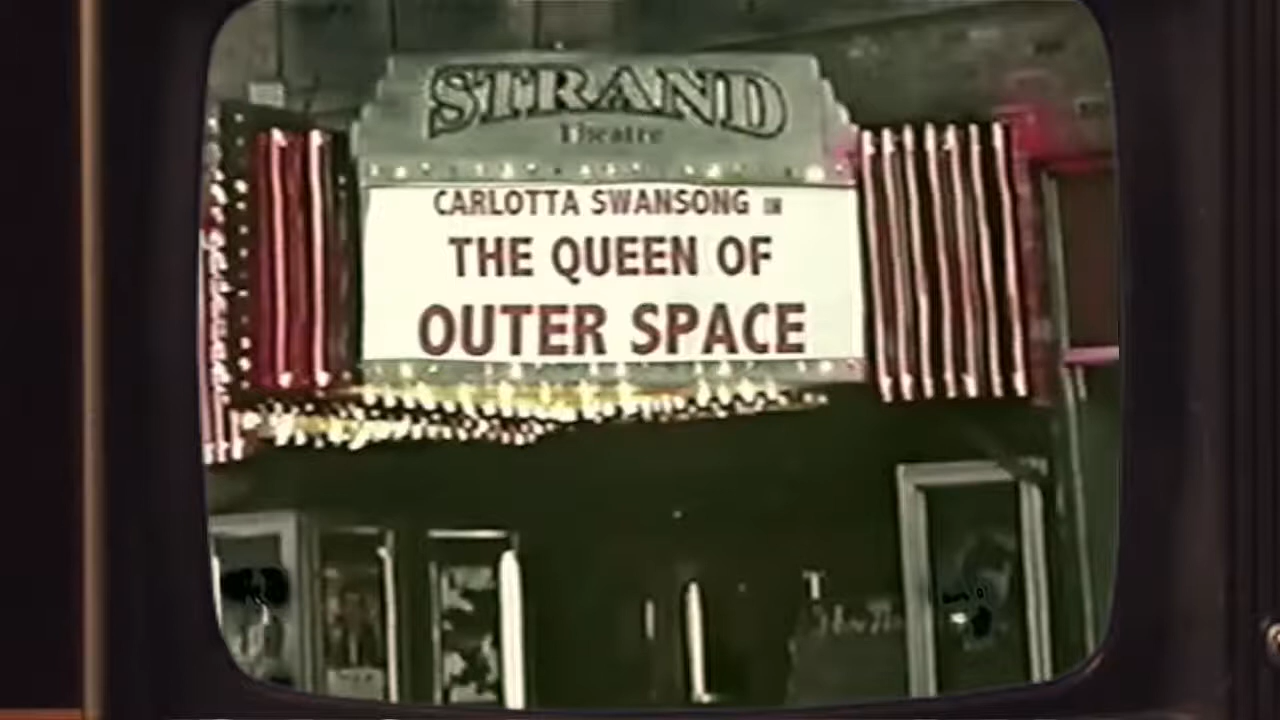 STRAND
Theatre
CARLOTTA SWANSONG IN
THE QUEEN OF
OUTER SPACE